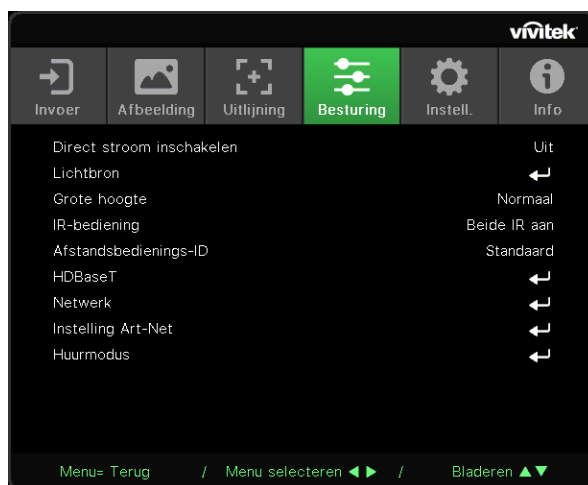 vivitek
Invoer Afbeelding Uitlijning Besturing Instell. Info
Direct stroom inschakelen Uit
Lichtbron
Grote hoogte Normaal
IR-bediening Beide IR aan
Afstandsbedienings-ID Standaard
HDBaseT
Netwerk
Instelling Art-Net
Huurmodus
Menu= Terug / Menu selecteren ◄ ► / Bladeren ▲▼